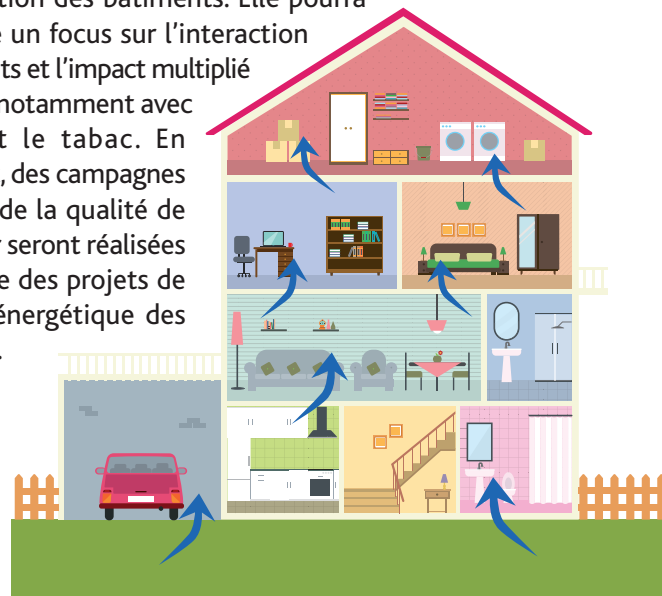 tion des bâtiments. Elle pourra
un focus sur l'interaction
ts et l'impact multiplié
notamment avec
t le tabac. En
, des campagnes
de la qualité de
r seront réalisées
e des projets de
énergétique des
.